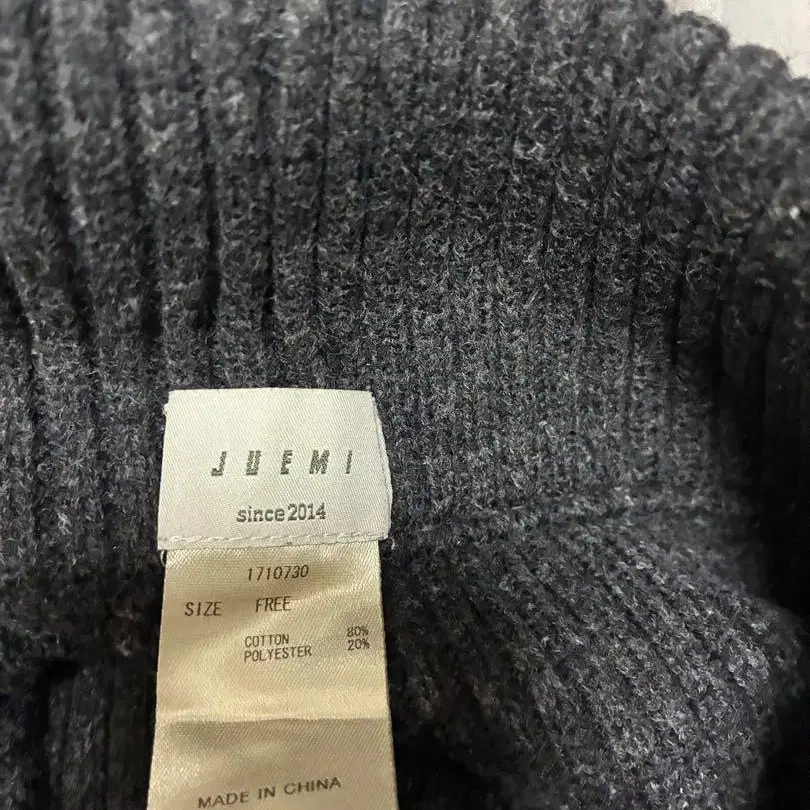 JUEMI
since2014
1710730
SIZE FREE
COTTON 80%
POLYESTER 20%
MADE IN CHINA